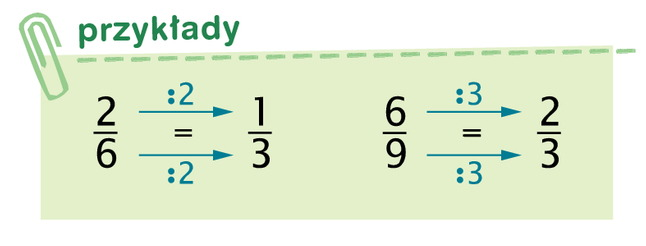 przykłady
:2 :3
2/6 = 1/3 6/9 = 2/3
:2 :3